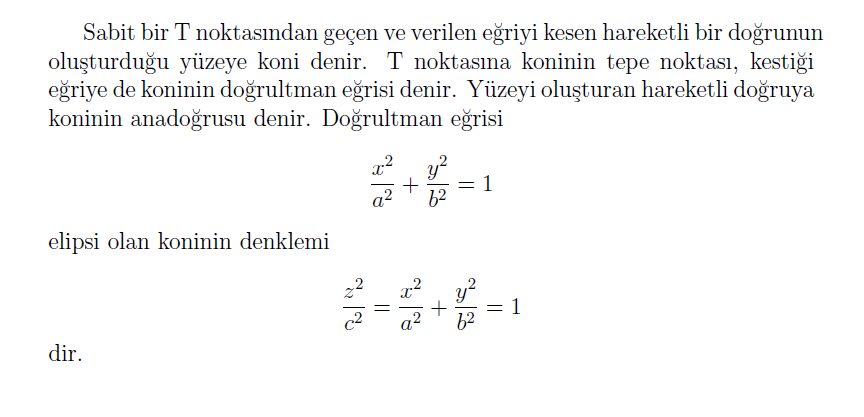 Sabit bir T noktasından geçen ve verilen eğriyi kesen hareketli bir doğrunun
oluşturduğu yüzeye koni denir. T noktasına koninin tepe noktası, kestiği
eğriye de koninin doğrultman eğrisi denir. Yüzeyi oluşturan hareketli doğruya
koninin anadoğrusu denir. Doğrultman eğrisi
x²/a² + y²/b² = 1
elipsi olan koninin denklemi
z²/c² = x²/a² + y²/b² = 1
dir.